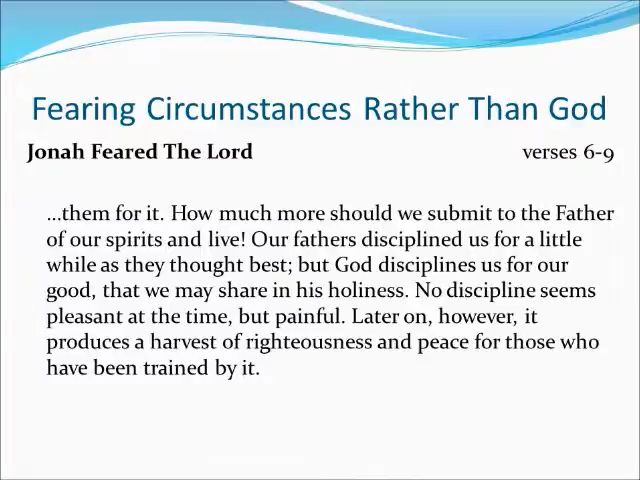 Fearing Circumstances Rather Than God
Jonah Feared The Lord verses 6-9
...them for it. How much more should we submit to the Father
of our spirits and live! Our fathers disciplined us for a little
while as they thought best; but God disciplines us for our
good, that we may share in his holiness. No discipline seems
pleasant at the time, but painful. Later on, however, it
produces a harvest of righteousness and peace for those who
have been trained by it.